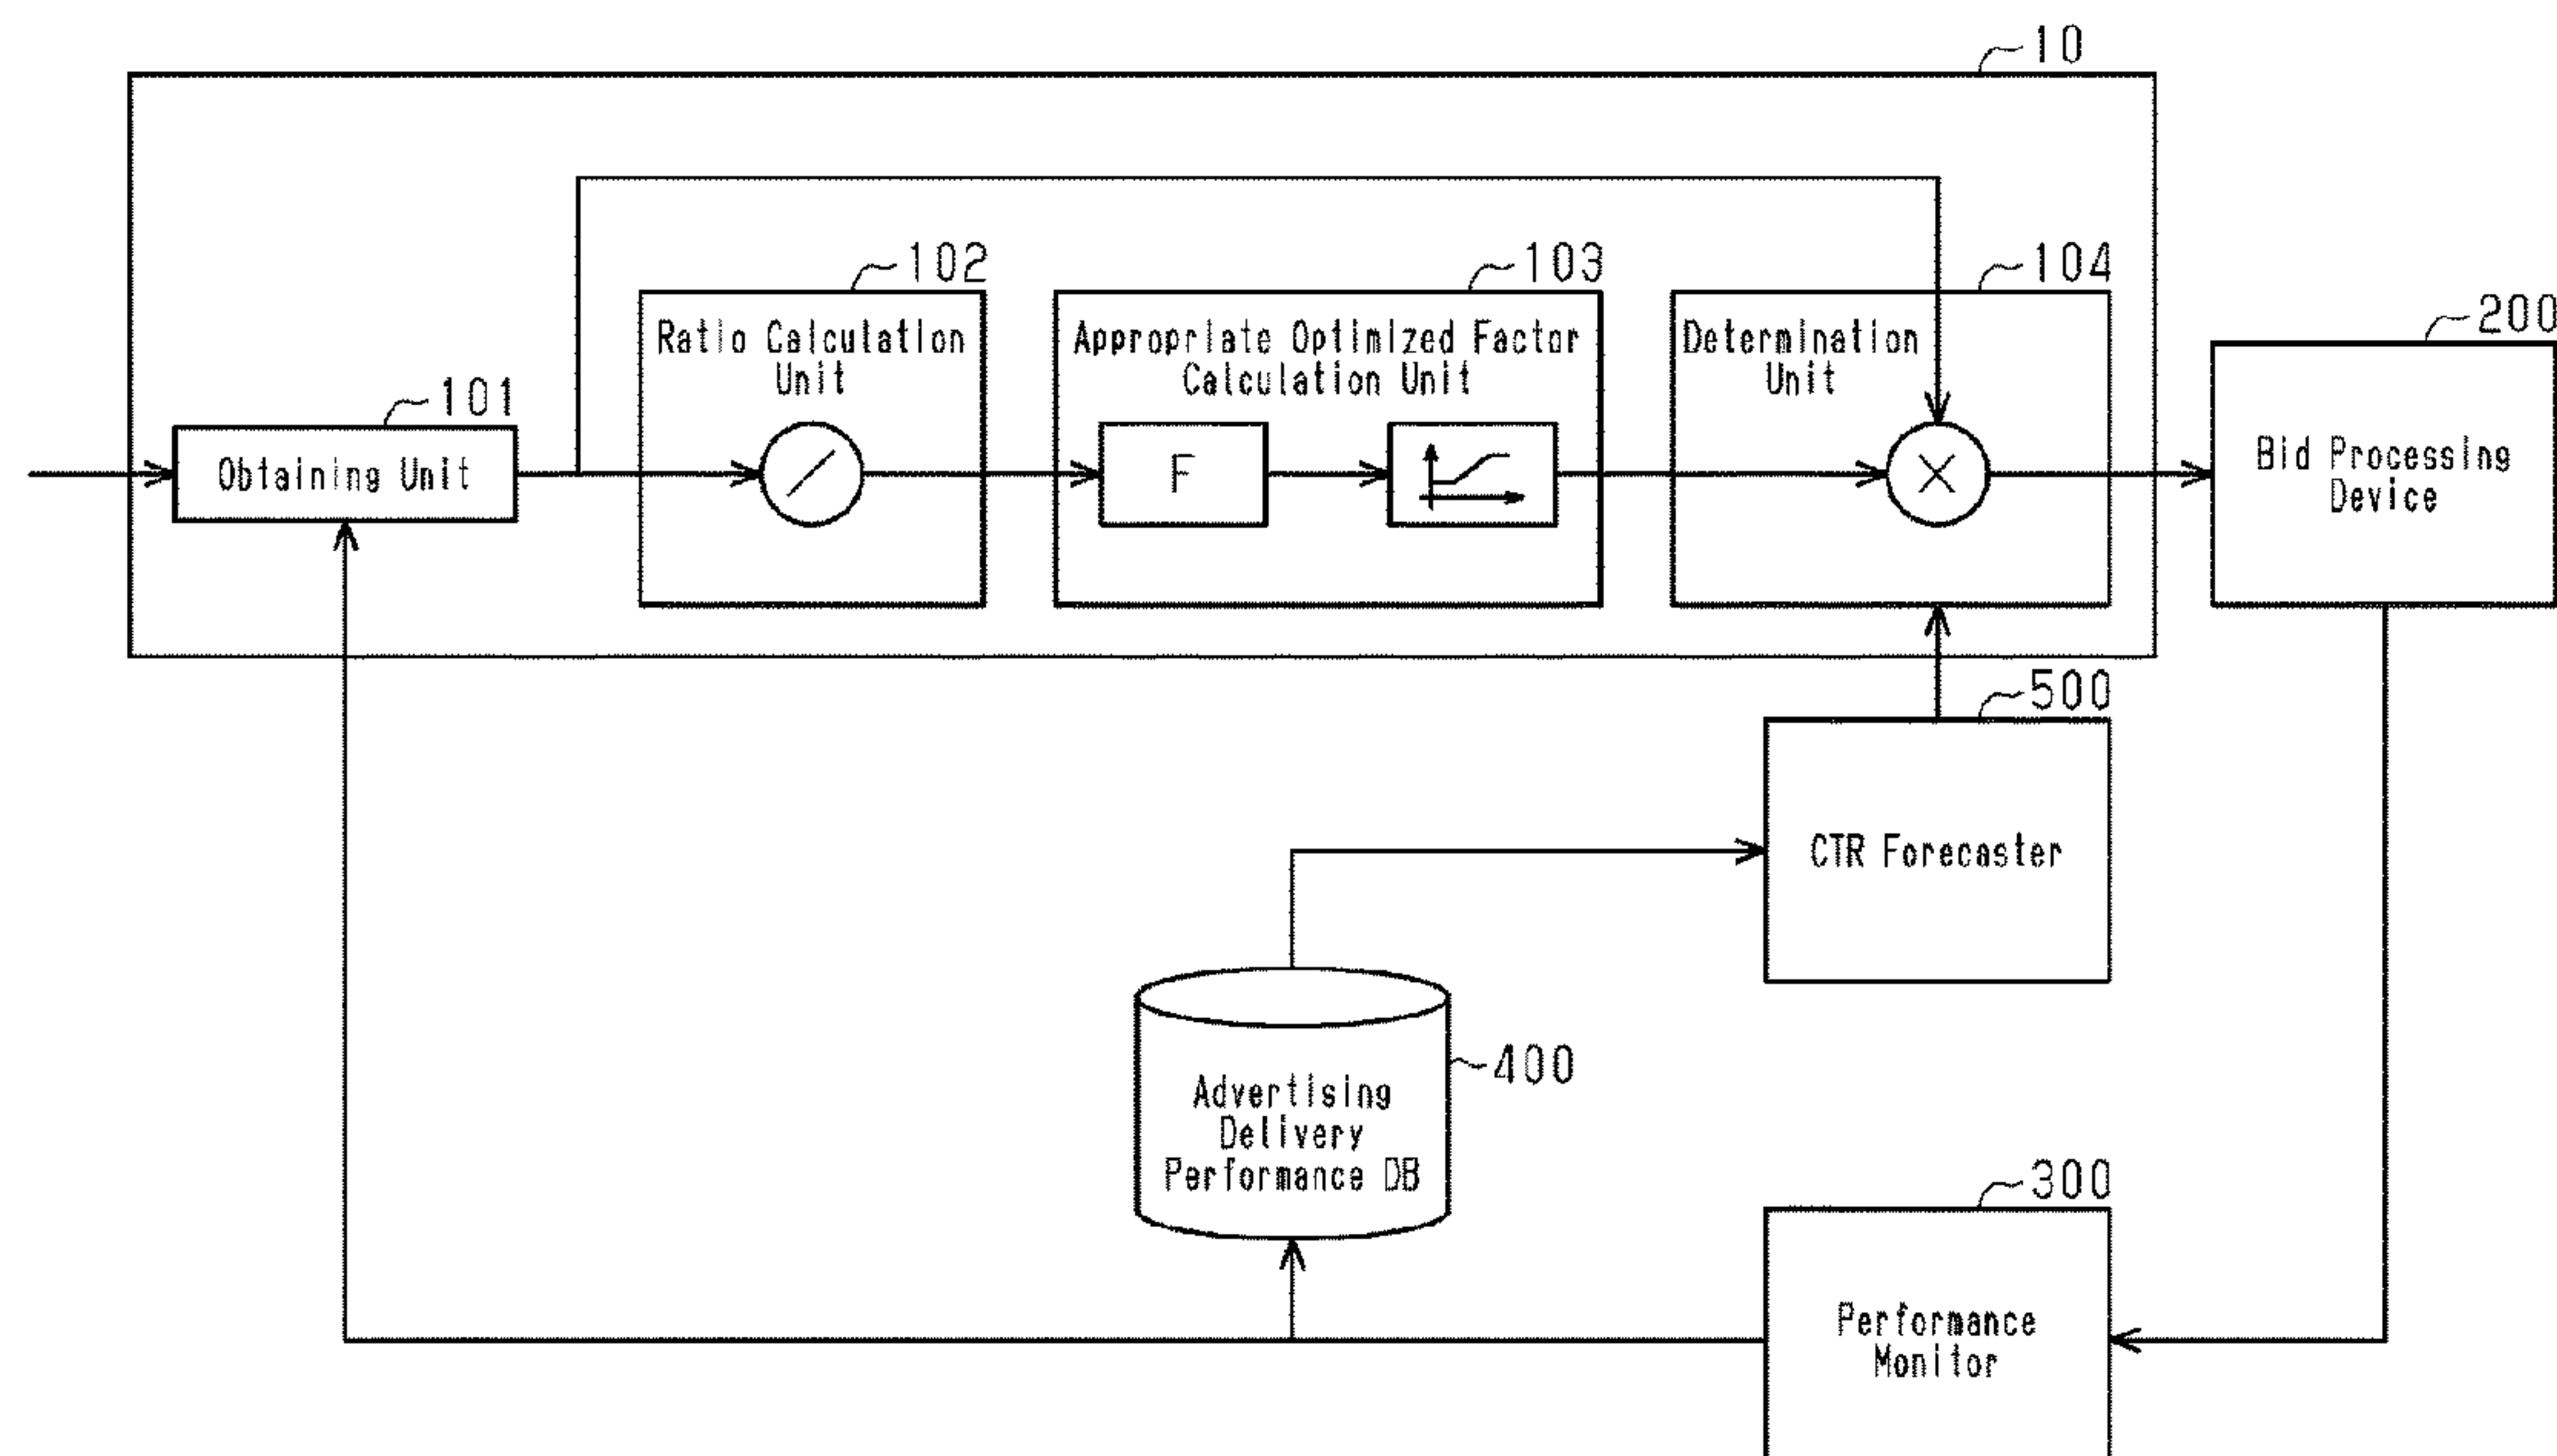 10
102
103
104
200
Ratio Calculation
Unit
Appropriate Optimized Factor
Calculation Unit
Determination
Unit
101
Obtaining Unit
F
×
Bid Processing
Device
500
CTR Forecaster
400
Advertising
Delivery
Performance DB
300
Performance
Monitor